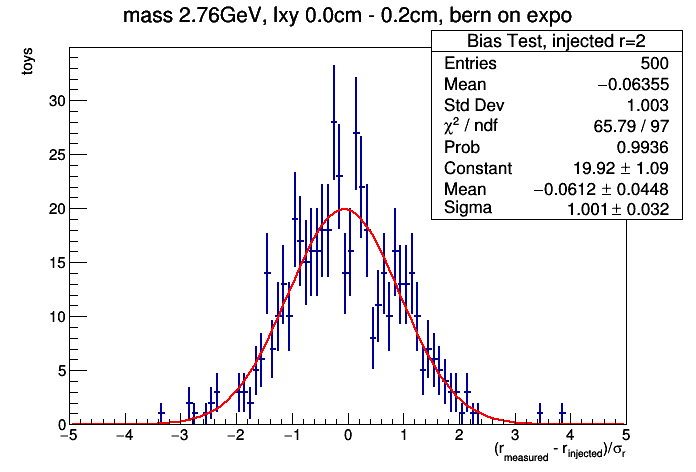 mass 2.76GeV, lxy 0.0cm - 0.2cm, bern on expo
Bias Test, injected r=2
Entries 500
Mean −0.06355
Std Dev 1.003
χ² / ndf 65.79 / 97
Prob 0.9936
Constant 19.92 ± 1.09
Mean −0.0612 ± 0.0448
Sigma 1.001 ± 0.032
toys
30
25
20
15
10
5
0
−5 −4 −3 −2 −1 0 1 2 3 4 5
(r_measured - r_injected)/σ_r